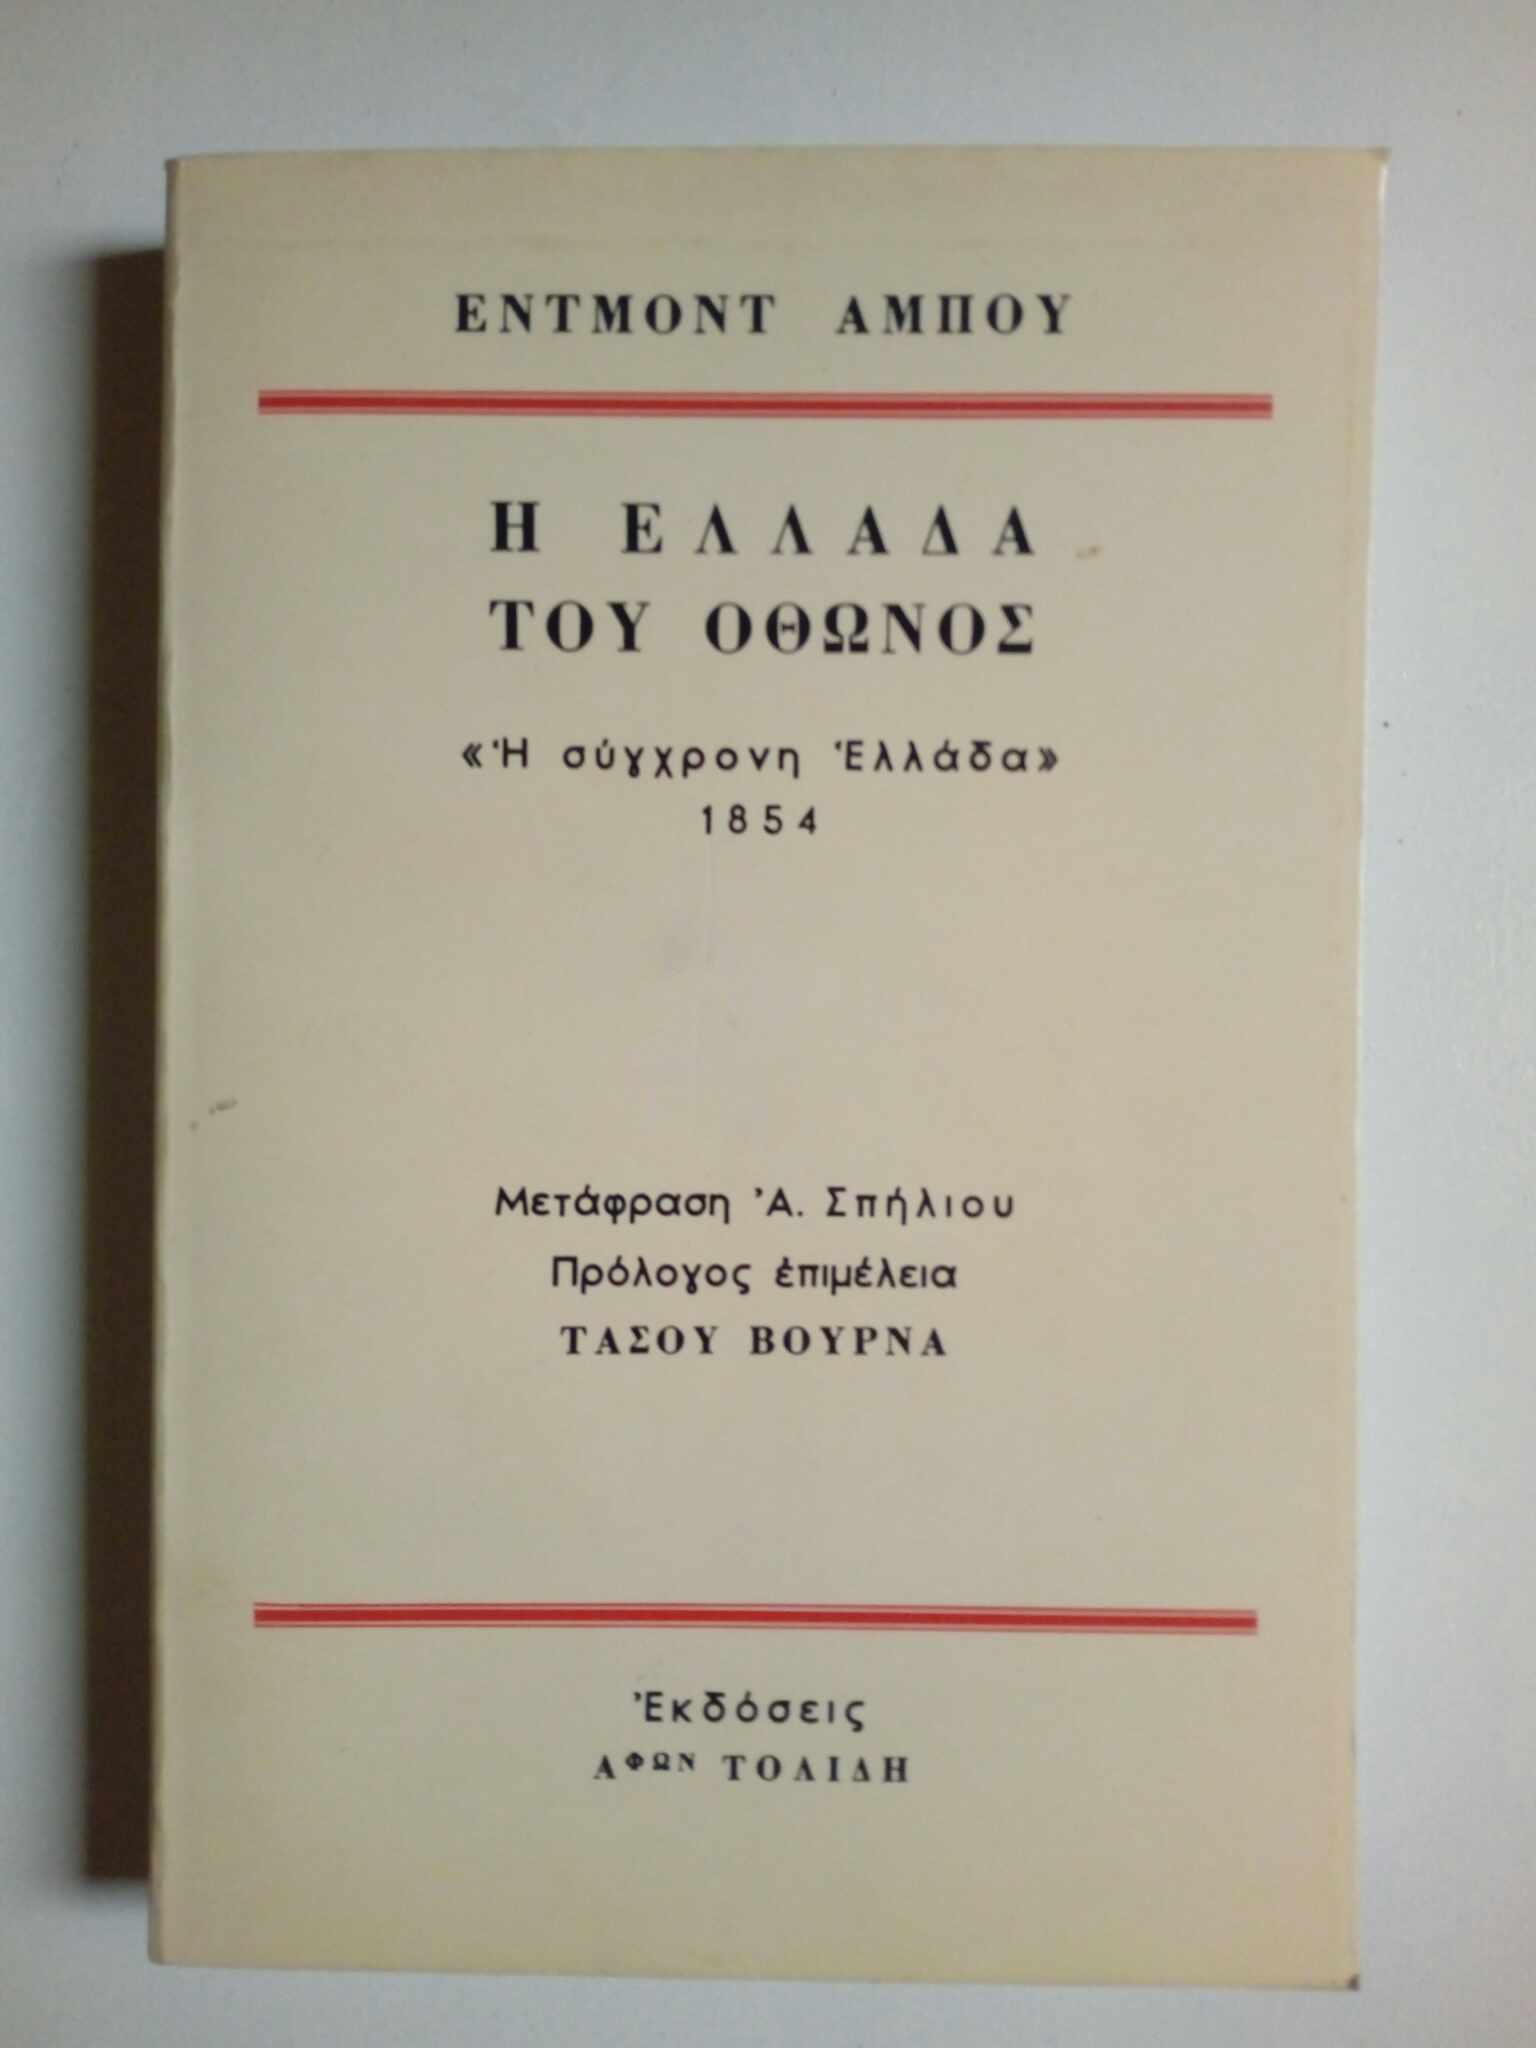 ΕΝΤΜΟΝΤ ΑΜΠΟΥ
Η ΕΛΛΑΔΑ
ΤΟΥ ΟΘΩΝΟΣ
«Ἡ σύγχρονη Ἑλλάδα»
1854
Μετάφραση Ἀ. Σπήλιου
Πρόλογος ἐπιμέλεια
ΤΑΣΟΥ ΒΟΥΡΝΑ
Ἐκδόσεις
ΑΦΩΝ ΤΟΛΙΔΗ